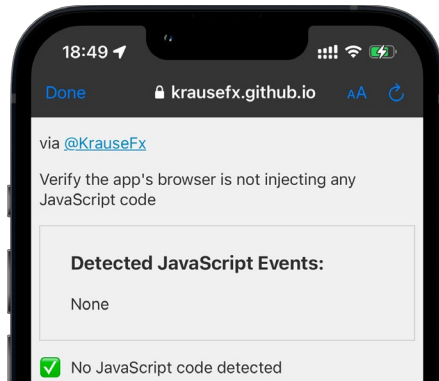 18:49
Done krausefx.github.io AA
via @KrauseFx
Verify the app's browser is not injecting any
JavaScript code
Detected JavaScript Events:
None
No JavaScript code detected